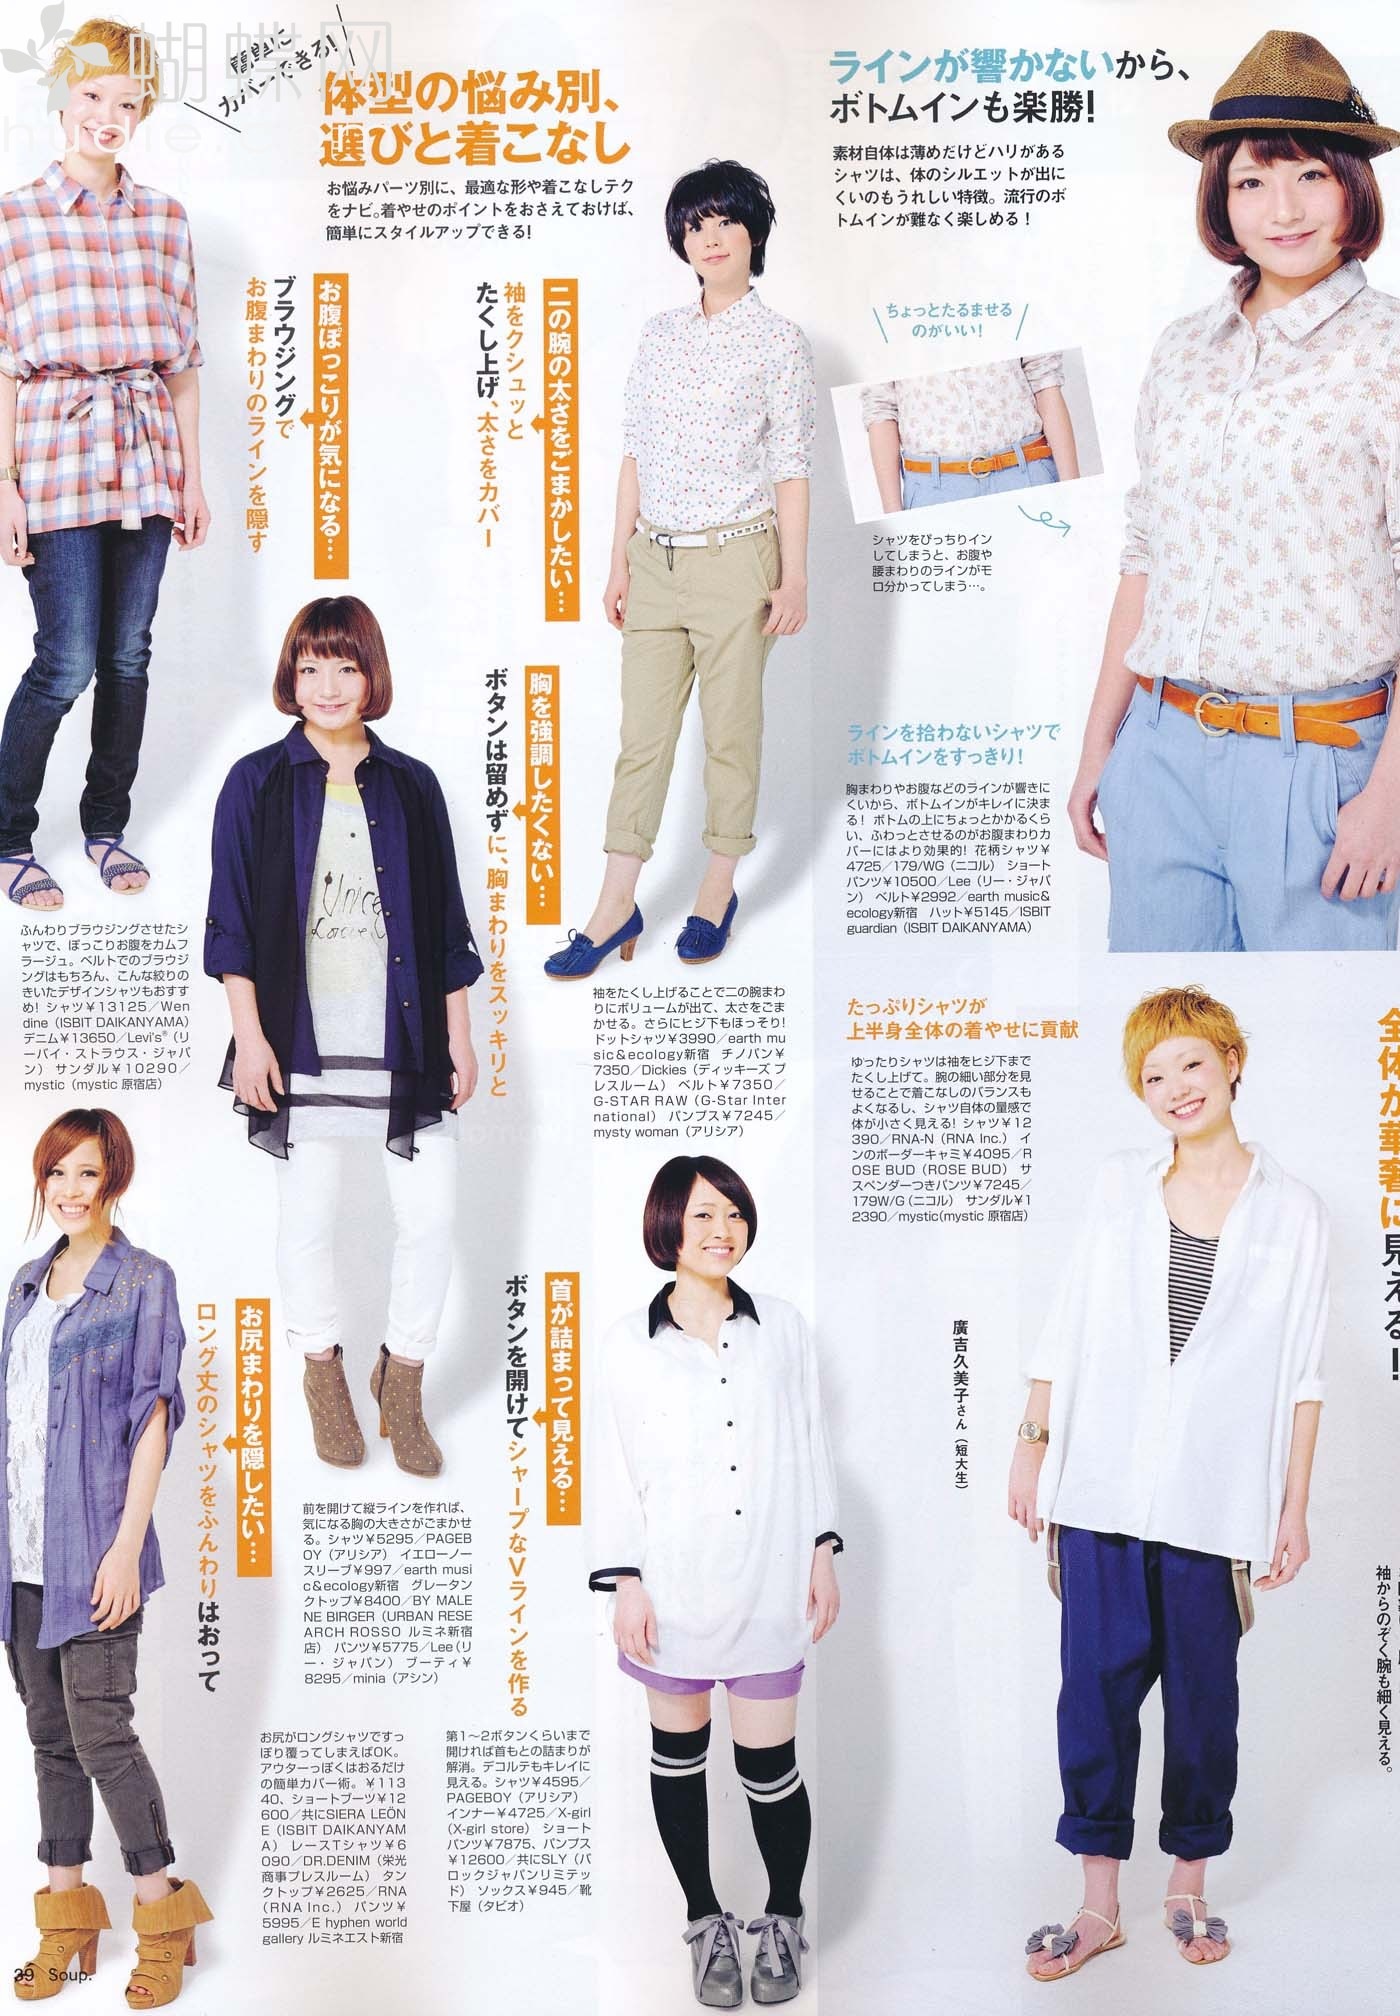 蝴蝶网
hudie.com
簡単に
カバーできる!
体型の悩み別、
選びと着こなし
お悩みパーツ別に、最適な形や着こなしテク
をナビ。着やせのポイントをおさえておけば、
簡単にスタイルアップできる!
お腹ぽっこりが気になる…
ブラウジングで
お腹まわりのラインを隠す
ふんわりブラウジングさせたシ
ャツで、ぽっこりお腹をカムフ
ラージュ。ベルトでのブラウジ
ングはもちろん、こんな絞りの
きいたデザインシャツもおすす
め! シャツ¥13125／Wen
dine（ISBIT DAIKANYAMA）
デニム¥13650／Levi's®（リ
ーバイ・ストラウス・ジャパ
ン） サンダル¥10290／
mystic（mystic 原宿店）
二の腕の太さをごまかしたい…
袖をクシュッと
たくし上げ、太さをカバー
袖をたくし上げることで二の腕まわ
りにボリュームが出て、太さをごま
かせる。さらにヒジ下もほっそり!
ドットシャツ¥3990／earth mu
sic&ecology新宿 チノパン¥
7350／Dickies（ディッキーズ プ
レスルーム） ベルト¥7350／
G-STAR RAW（G-Star Inter
national） パンプス¥7245／
mysty woman（アリシア）
胸を強調したくない…
ボタンは留めずに、胸まわりをスッキリと
前を開けて縦ラインを作れば、
気になる胸の大きさがごまかせ
る。シャツ¥5295／PAGEB
OY（アリシア） イエローノー
スリーブ¥997／earth musi
c&ecology新宿 グレータン
クトップ¥8400／BY MALE
NE BIRGER（URBAN RESE
ARCH ROSSO ルミネ新宿
店） パンツ¥5775／Lee（リ
ー・ジャパン） ブーティ¥
8295／minia（アシン）
お尻まわりを隠したい…
ロング丈のシャツをふんわりはおって
お尻がロングシャツですっ
ぽり覆ってしまえばOK。
アウターっぽくはおるだけ
の簡単カバー術。¥113
40、ショートブーツ¥12
600／共にSIERA LEÖN
E（ISBIT DAIKANYAM
A） レースTシャツ¥6
090／DR.DENIM（栄光
商事プレスルーム） タン
クトップ¥2625／RNA
（RNA Inc.） パンツ¥
5995／E hyphen world
gallery ルミネエスト新宿
首が詰まって見える…
ボタンを開けてシャープなVラインを作る
第1～2ボタンくらいまで
開ければ首もとの詰まりが
解消。デコルテもキレイに
見える。シャツ¥4595／
PAGEBOY（アリシア）
インナー¥4725／X-girl
（X-girl store） ショート
パンツ¥7875、パンプス
¥12600／共にSLY（バ
ロックジャパンリミテッ
ド） ソックス¥945／靴
下屋（タビオ）
ラインが響かないから、
ボトムインも楽勝!
素材自体は薄めだけどハリがある
シャツは、体のシルエットが出に
くいのもうれしい特徴。流行のボ
トムインが難なく楽しめる!
ちょっとたるませる
のがいい!
シャツをぴっちりイン
してしまうと、お腹や
腰まわりのラインがモ
ロ分かってしまう…。
ラインを拾わないシャツで
ボトムインをすっきり!
胸まわりやお腹などのラインが響きに
くいから、ボトムインがキレイに決ま
る! ボトムの上にちょっとかかるくら
い、ふわっとさせるのがお腹まわりカ
バーにはより効果的! 花柄シャツ¥
4725／179/WG（ニコル） ショート
パンツ¥10500／Lee（リー・ジャパ
ン） ベルト¥2992／earth music&
ecology新宿 ハット¥5145／ISBIT
guardian（ISBIT DAIKANYAMA）
たっぷりシャツが
上半身全体の着やせに貢献
ゆったりシャツは袖をヒジ下まで
たくし上げて。腕の細い部分を見
せることで着こなしのバランスも
よくなるし、シャツ自体の量感で
体が小さく見える! シャツ¥12
390／RNA-N（RNA Inc.） イ
ンのボーダーキャミ¥4095／R
OSE BUD（ROSE BUD） サ
スペンダーつきパンツ¥7245／
179W/G（ニコル） サンダル¥1
2390／mystic（mystic 原宿店）
廣吉久美子さん（短大生）
全体が華奢に見える!
袖からのぞく腕も細く見える。
Unice
Love
39 Soup.